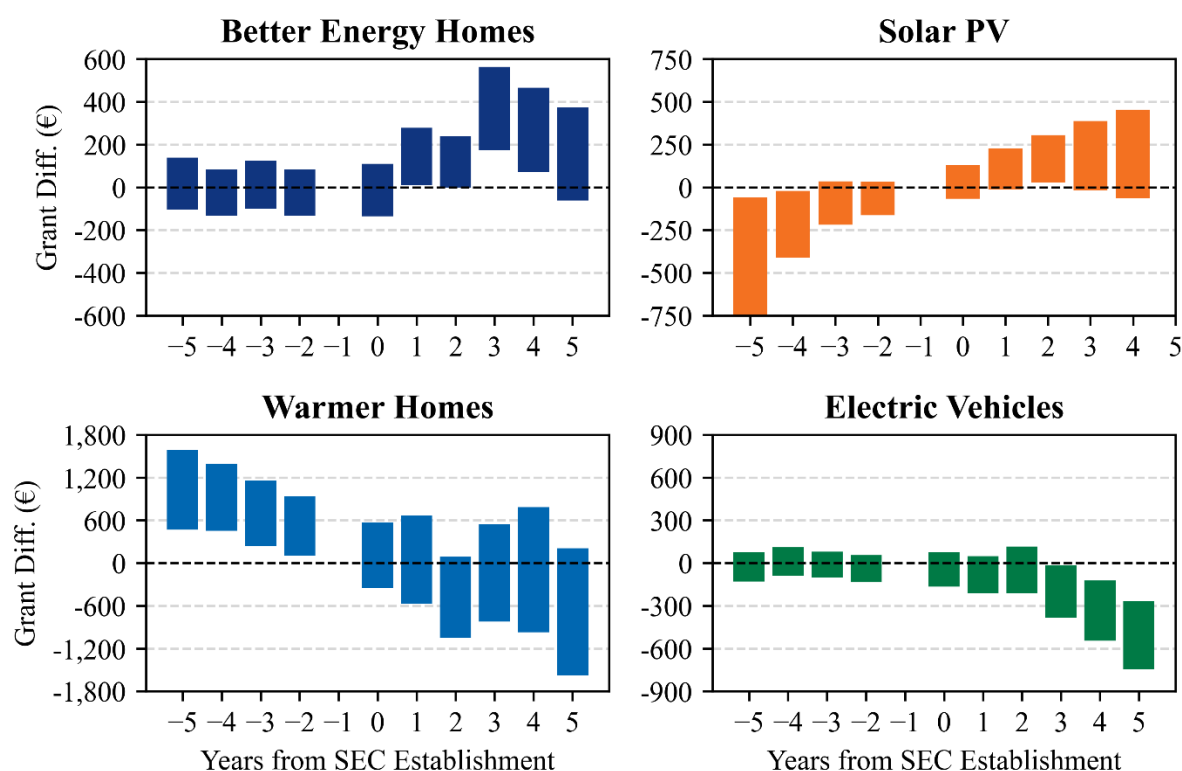 Better Energy Homes
Grant Diff. (€)
600
400
200
0
-200
-400
-600
−5 −4 −3 −2 −1 0 1 2 3 4 5
Solar PV
750
500
250
0
-250
-500
-750
−5 −4 −3 −2 −1 0 1 2 3 4 5
Warmer Homes
Grant Diff. (€)
1,800
1,200
600
0
-600
-1,200
-1,800
−5 −4 −3 −2 −1 0 1 2 3 4 5
Years from SEC Establishment
Electric Vehicles
900
600
300
0
-300
-600
-900
−5 −4 −3 −2 −1 0 1 2 3 4 5
Years from SEC Establishment